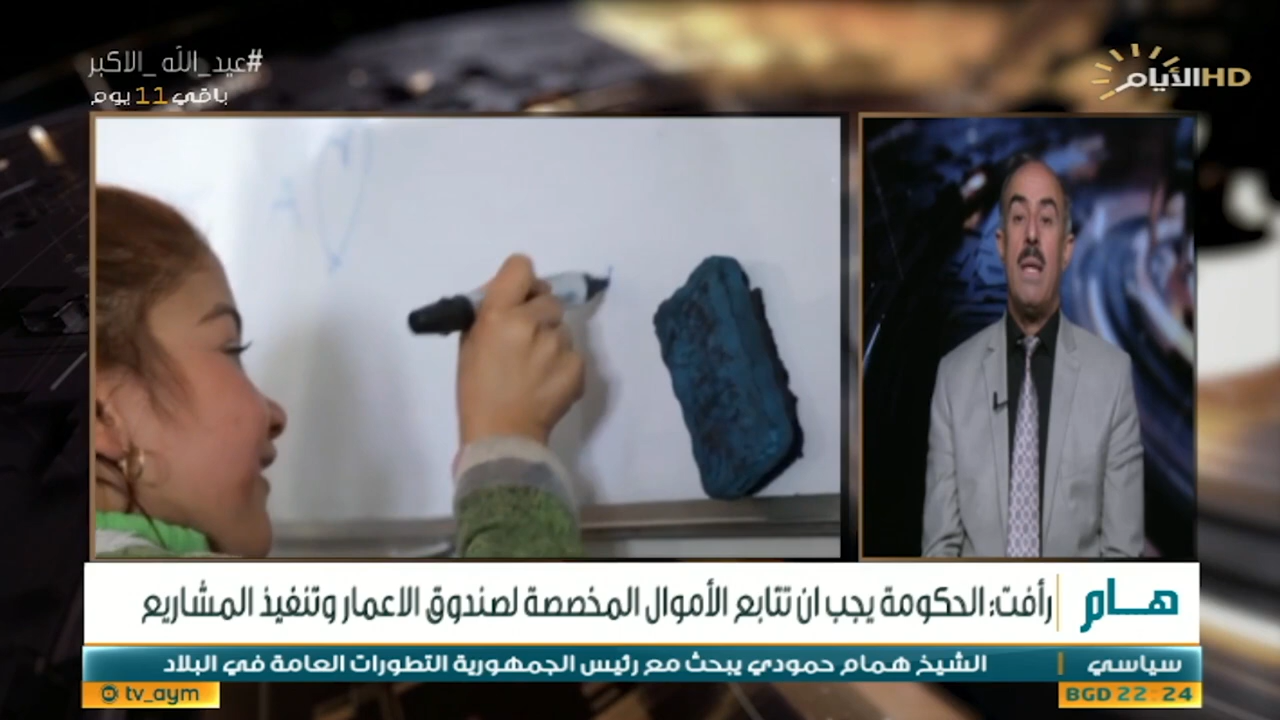 #عيد_الله_الاكبر
باقي 11 يوم
الأيام HD
هام
رأفت: الحكومة يجب ان تتابع الأموال المخصصة لصندوق الاعمار وتنفيذ المشاريع
سياسي | الشيخ همام حمودي يبحث مع رئيس الجمهورية التطورات العامة في البلاد
tv_aym
BGD 22:24